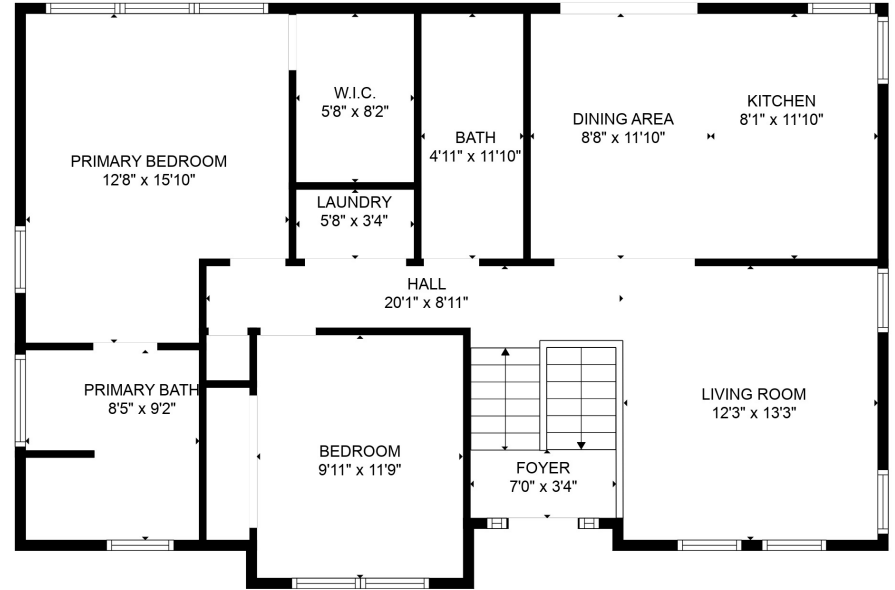 W.I.C.
5'8" x 8'2"
KITCHEN
8'1" x 11'10"
DINING AREA
8'8" x 11'10"
BATH
4'11" x 11'10"
PRIMARY BEDROOM
12'8" x 15'10"
LAUNDRY
5'8" x 3'4"
HALL
20'1" x 8'11"
PRIMARY BATH
8'5" x 9'2"
LIVING ROOM
12'3" x 13'3"
BEDROOM
9'11" x 11'9"
FOYER
7'0" x 3'4"